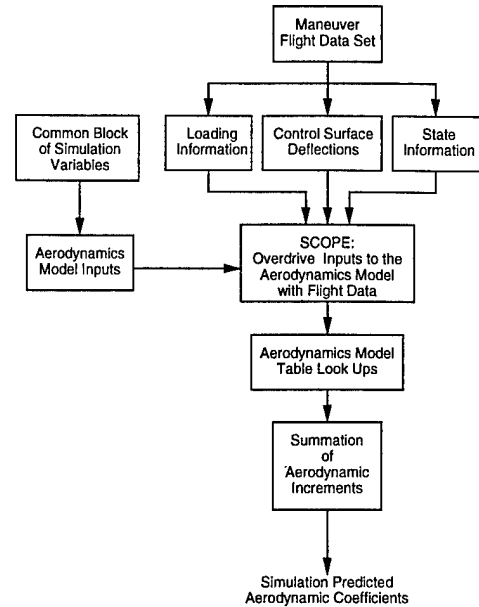 Maneuver
Flight Data Set
Common Block
of Simulation
Variables
Loading
Information
Control Surface
Deflections
State
Information
Aerodynamics
Model Inputs
SCOPE:
Overdrive Inputs to the
Aerodynamics Model
with Flight Data
Aerodynamics Model
Table Look Ups
Summation
of
Aerodynamic
Increments
Simulation Predicted
Aerodynamic Coefficients